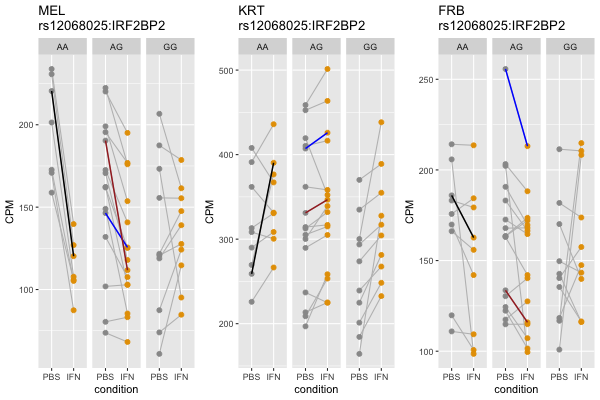 MEL
rs12068025:IRF2BP2
AA AG GG
CPM
200
150
100
PBS IFN PBS IFN PBS IFN
condition
KRT
rs12068025:IRF2BP2
AA AG GG
CPM
500
400
300
200
PBS IFN PBS IFN PBS IFN
condition
FRB
rs12068025:IRF2BP2
AA AG GG
CPM
250
200
150
100
PBS IFN PBS IFN PBS IFN
condition